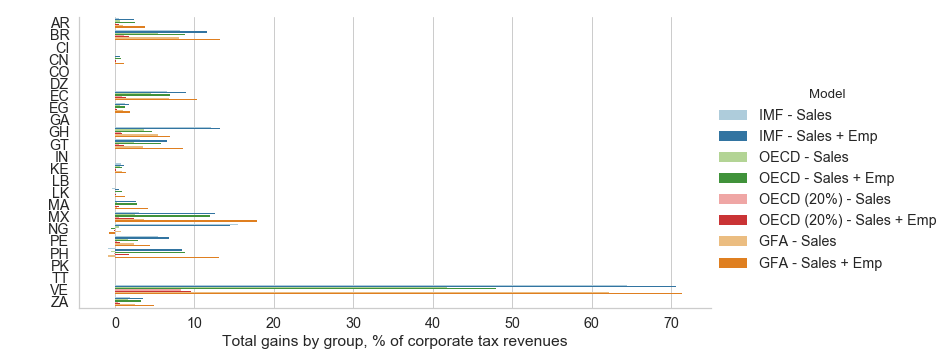 AR
BR
CI
CN
CO
DZ
EC
EG
GA
GH
GT
IN
KE
LB
LK
MA
MX
NG
PE
PH
PK
TT
VE
ZA
0 10 20 30 40 50 60 70
Total gains by group, % of corporate tax revenues
Model
IMF - Sales
IMF - Sales + Emp
OECD - Sales
OECD - Sales + Emp
OECD (20%) - Sales
OECD (20%) - Sales + Emp
GFA - Sales
GFA - Sales + Emp